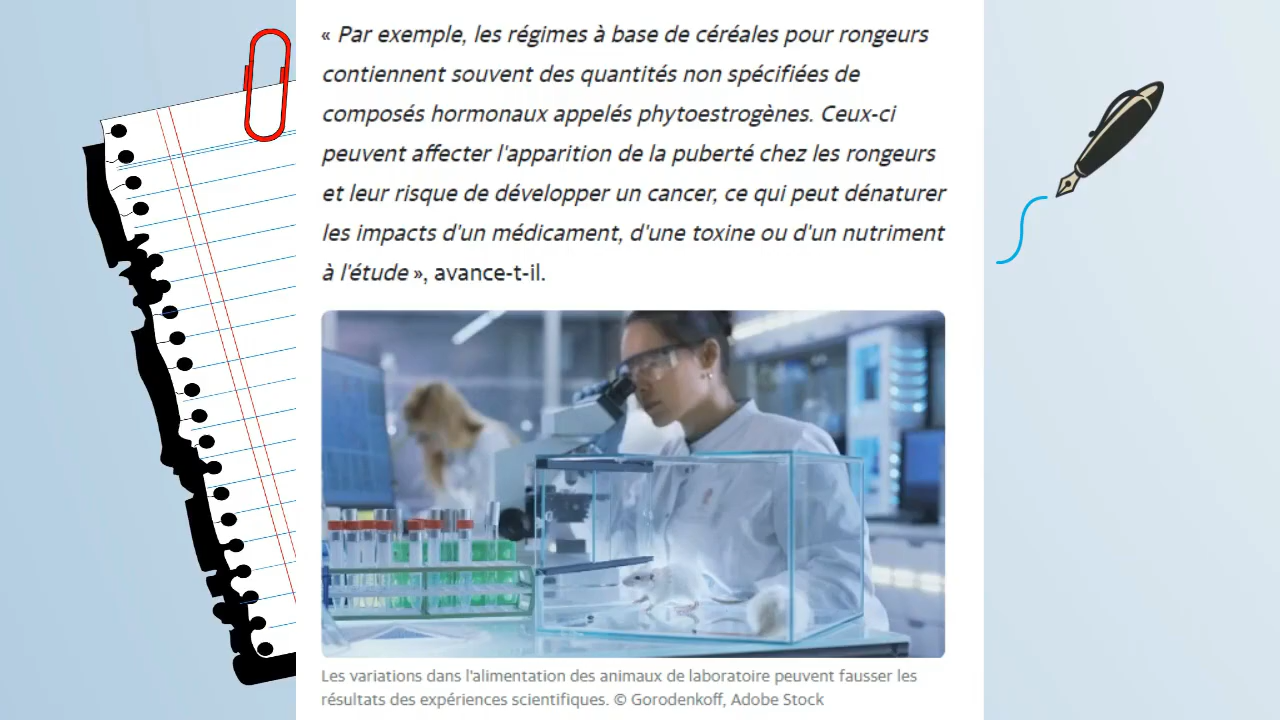 « Par exemple, les régimes à base de céréales pour rongeurs
contiennent souvent des quantités non spécifiées de
composés hormonaux appelés phytoestrogènes. Ceux-ci
peuvent affecter l'apparition de la puberté chez les rongeurs
et leur risque de développer un cancer, ce qui peut dénaturer
les impacts d'un médicament, d'une toxine ou d'un nutriment
à l'étude », avance-t-il.
Les variations dans l'alimentation des animaux de laboratoire peuvent fausser les
résultats des expériences scientifiques. © Gorodenkoff, Adobe Stock